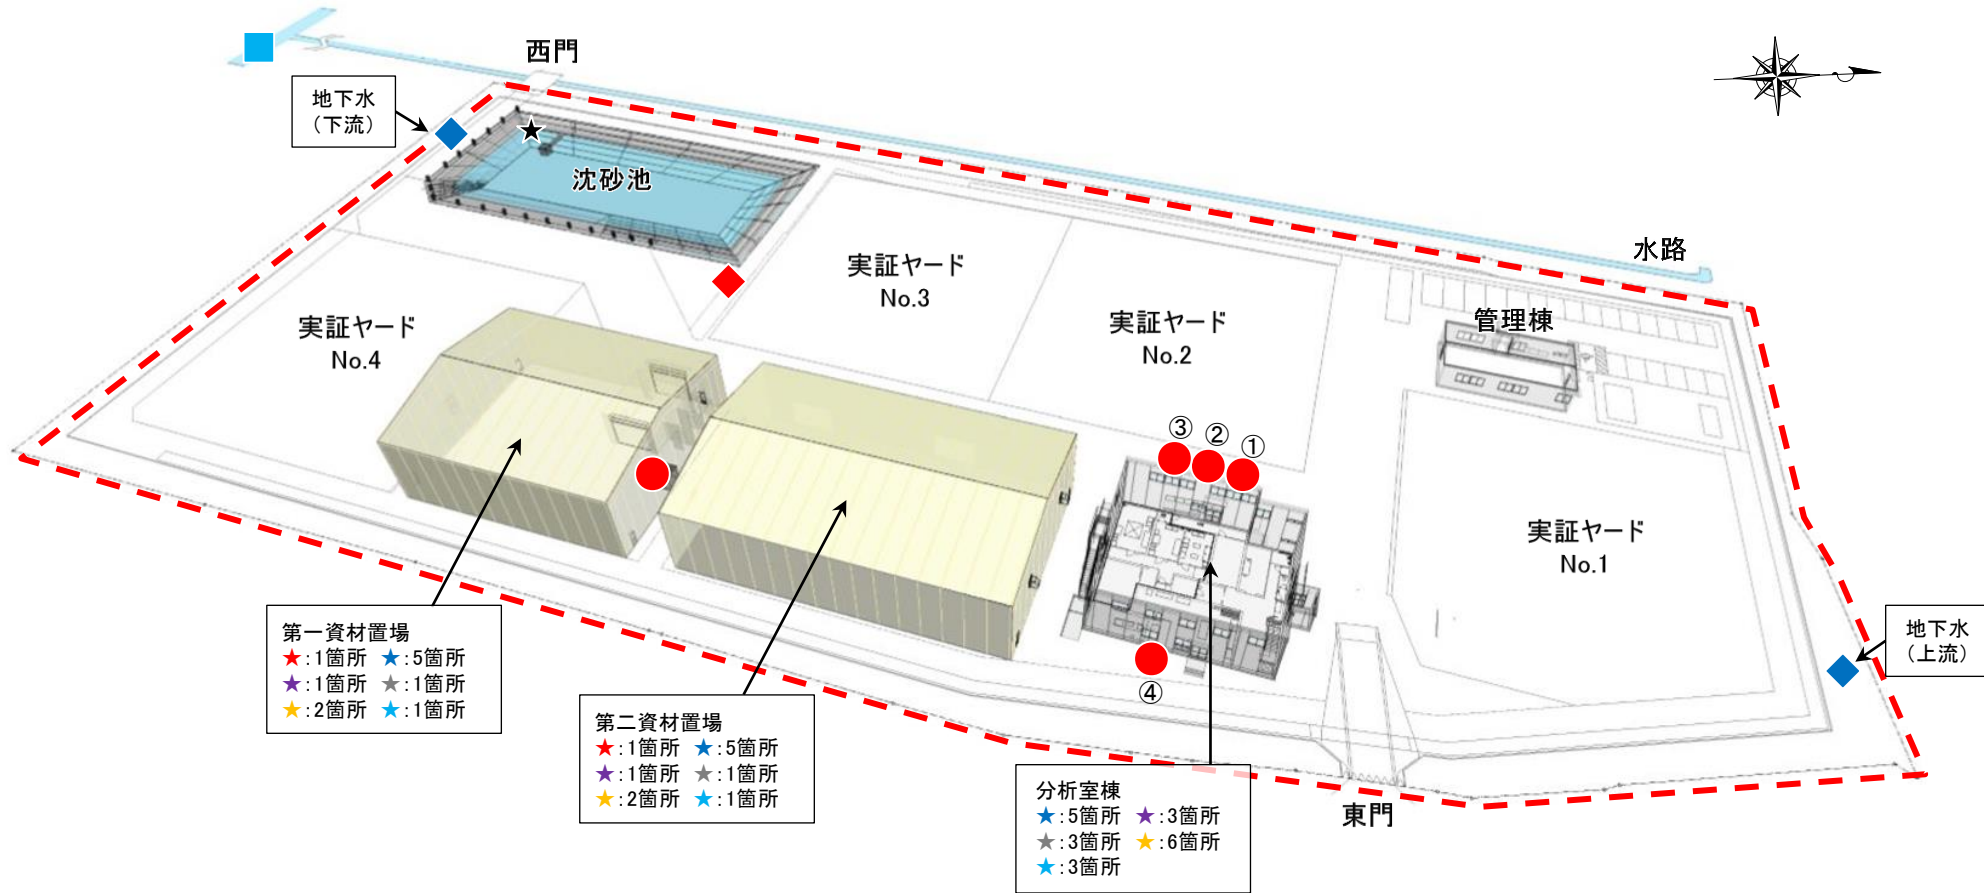 西門
地下水
（下流）
沈砂池
水路
実証ヤード
No.3
実証ヤード
No.4
実証ヤード
No.2
管理棟
③
②
①
実証ヤード
No.1
地下水
（上流）
④
第一資材置場
★:1箇所 ★:5箇所
★:1箇所 ★:1箇所
★:2箇所 ★:1箇所
第二資材置場
★:1箇所 ★:5箇所
★:1箇所 ★:1箇所
★:2箇所 ★:1箇所
分析室棟
★:5箇所 ★:3箇所
★:3箇所 ★:6箇所
★:3箇所
東門